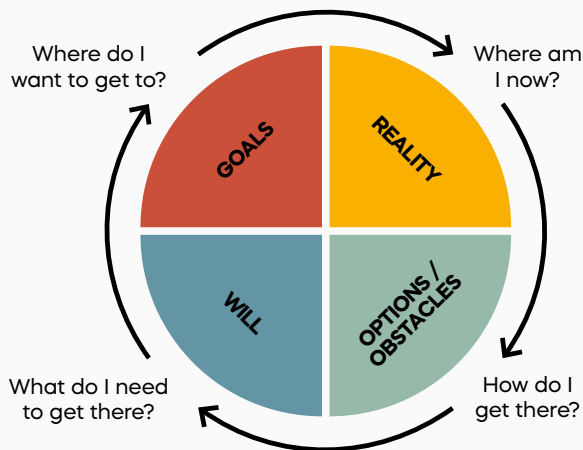 Where do I
want to get to?
Where am
I now?
GOALS
REALITY
WILL
OPTIONS /
OBSTACLES
What do I need
to get there?
How do I
get there?